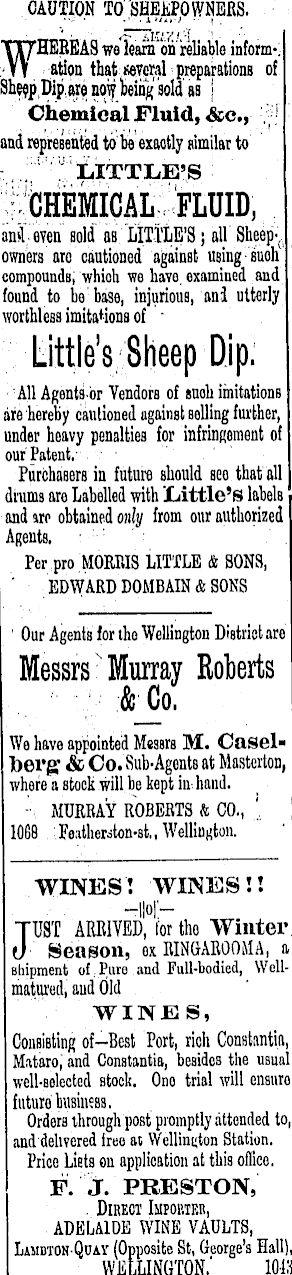 CAUTION TO SHEEPOWNERS.
WHEREAS we learn on reliable inform-
ation that several preparations of
Sheep Dip are now being sold as
Chemical Fluid, &c.,
and represented to be exactly similar to
LITTLE'S
CHEMICAL FLUID,
and even sold as LITTLE'S ; all Sheep-
owners are cautioned against using such
compounds, which we have examined and
found to be base, injurious, and utterly
worthless imitations of
Little's Sheep Dip.
All Agents or Vendors of such imitations
are hereby cautioned against selling further,
under heavy penalties for infringement of
our Patent.
Purchasers in future should see that all
drums are Labelled with Little's labels
and are obtained only from our authorized
Agents.
Per pro MORRIS LITTLE & SONS,
EDWARD DOMBAIN & SONS
Our Agents for the Wellington District are
Messrs Murray Roberts
& Co.
We have appointed Messrs M. Casel-
berg & Co. Sub-Agents at Masterton,
where a stock will be kept in hand.
MURRAY ROBERTS & CO.,
1068 Featherston-st., Wellington.
WINES! WINES!!
—||o|—
JUST ARRIVED, for the Winter
Season, ex RINGAROOMA, a
shipment of Pure and Full-bodied, Well-
matured, and Old
WINES,
Consisting of—Best Port, rich Constantia,
Mataro, and Constantia, besides the usual
well-selected stock. One trial will ensure
future business.
Orders through post promptly attended to,
and delivered free at Wellington Station.
Price Lists on application at this office.
F. J. PRESTON,
DIRECT IMPORTER,
ADELAIDE WINE VAULTS,
LAMBTON QUAY (Opposite St, George's Hall),
WELLINGTON. 1043